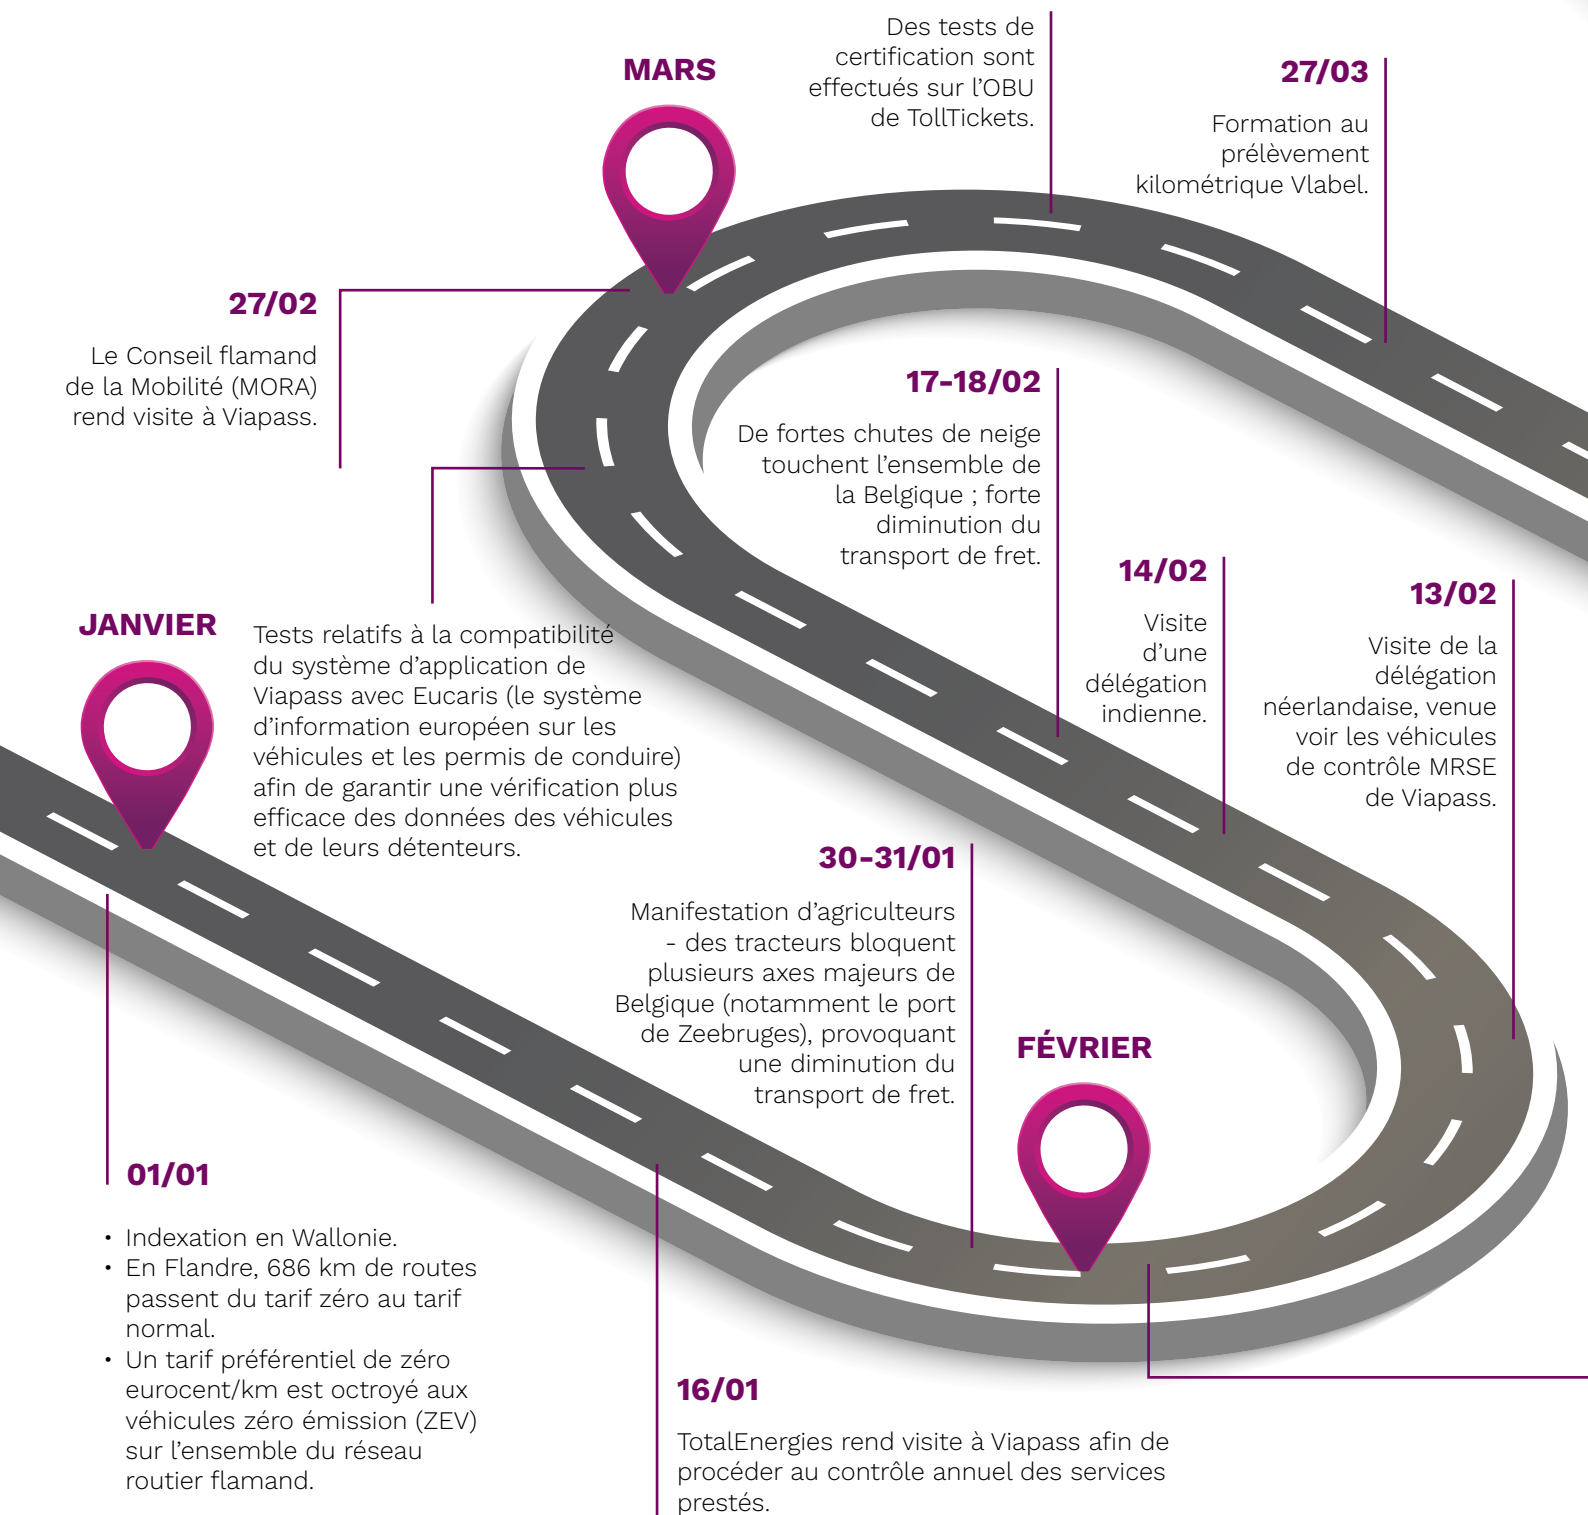 Des tests de
certification sont
effectués sur l’OBU
de TollTickets.
MARS
27/03
Formation au
prélèvement
kilométrique Vlabel.
27/02
Le Conseil flamand
de la Mobilité (MORA)
rend visite à Viapass.
17-18/02
De fortes chutes de neige
touchent l’ensemble de
la Belgique ; forte
diminution du
transport de fret.
14/02
Visite
d’une
délégation
indienne.
13/02
Visite de la
délégation
néerlandaise, venue
voir les véhicules
de contrôle MRSE
de Viapass.
JANVIER
Tests relatifs à la compatibilité
du système d’application de
Viapass avec Eucaris (le système
d’information européen sur les
véhicules et les permis de conduire)
afin de garantir une vérification plus
efficace des données des véhicules
et de leurs détenteurs.
30-31/01
Manifestation d’agriculteurs
- des tracteurs bloquent
plusieurs axes majeurs de
Belgique (notamment le port
de Zeebruges), provoquant
une diminution du
transport de fret.
FÉVRIER
01/01
• Indexation en Wallonie.
• En Flandre, 686 km de routes
passent du tarif zéro au tarif
normal.
• Un tarif préférentiel de zéro
eurocent/km est octroyé aux
véhicules zéro émission (ZEV)
sur l’ensemble du réseau
routier flamand.
16/01
TotalEnergies rend visite à Viapass afin de
procéder au contrôle annuel des services
prestés.